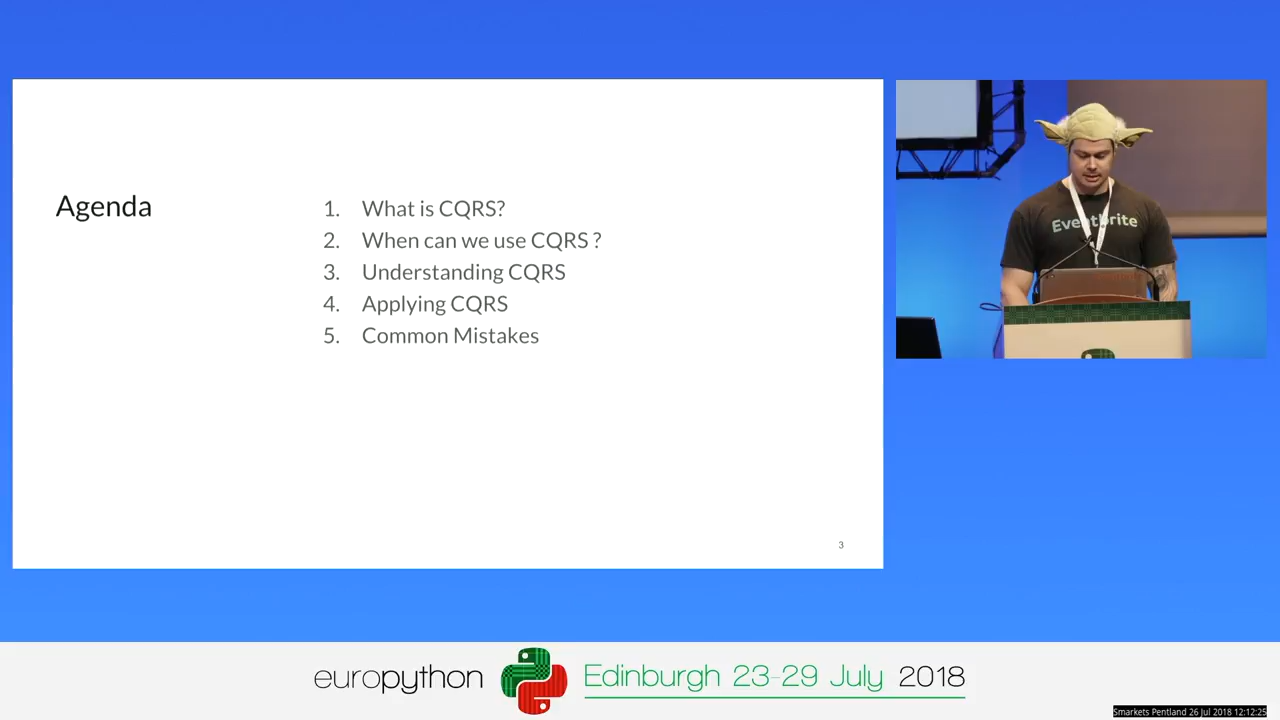 Agenda
1. What is CQRS?
2. When can we use CQRS ?
3. Understanding CQRS
4. Applying CQRS
5. Common Mistakes
3
Eventbrite
europython Edinburgh 23-29 July 2018
Smarkets Pentland 26 Jul 2018 12:12:25